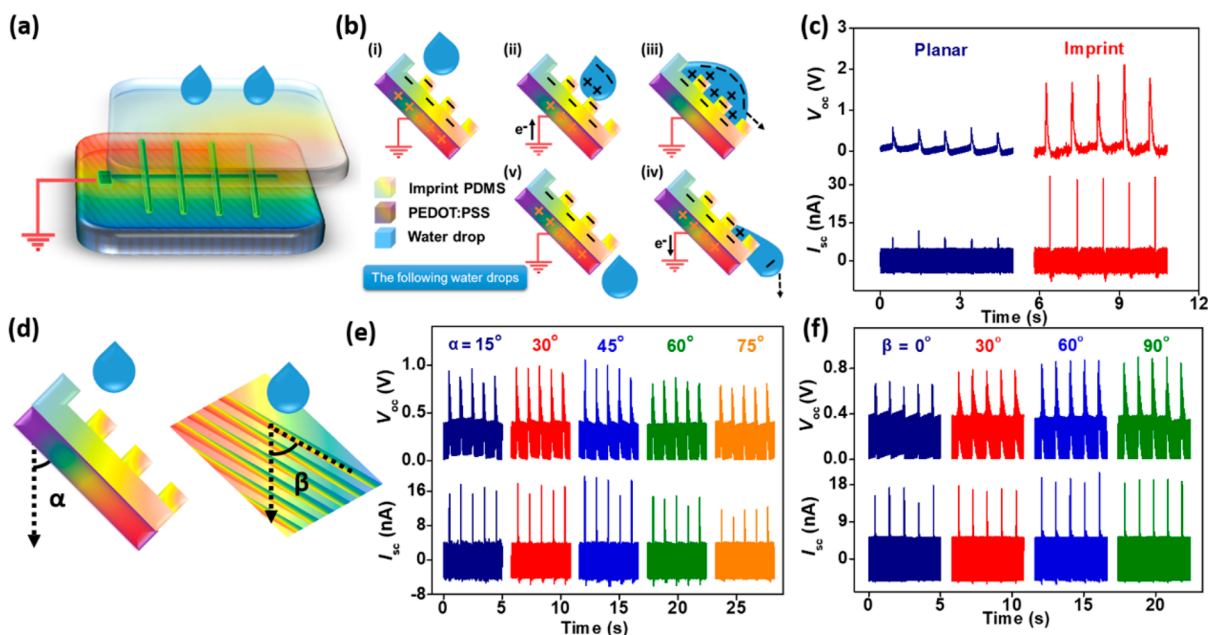 (a)
(b)
(i)
(ii)
(iii)
e-
(v)
(iv)
e-
Imprint PDMS
PEDOT:PSS
Water drop
The following water drops
(c)
Planar
Imprint
Voc (V)
3
2
1
0
Isc (nA)
30
15
0
0
3
6
9
12
Time (s)
(d)
α
β
(e)
α = 15°
30°
45°
60°
75°
Voc (V)
1.0
0.5
0.0
Isc (nA)
16
8
0
-8
0
5
10
15
20
25
Time (s)
(f)
β = 0°
30°
60°
90°
Voc (V)
0.8
0.4
0.0
Isc (nA)
18
9
0
0
5
10
15
20
Time (s)